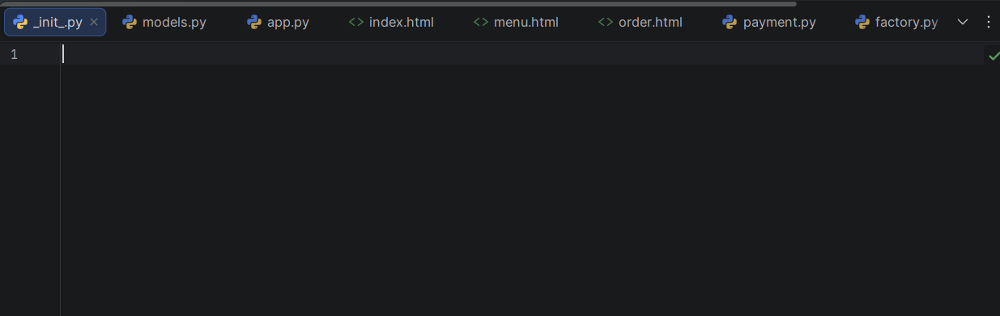 _init_.py models.py app.py <> index.html <> menu.html <> order.html payment.py factory.py
1